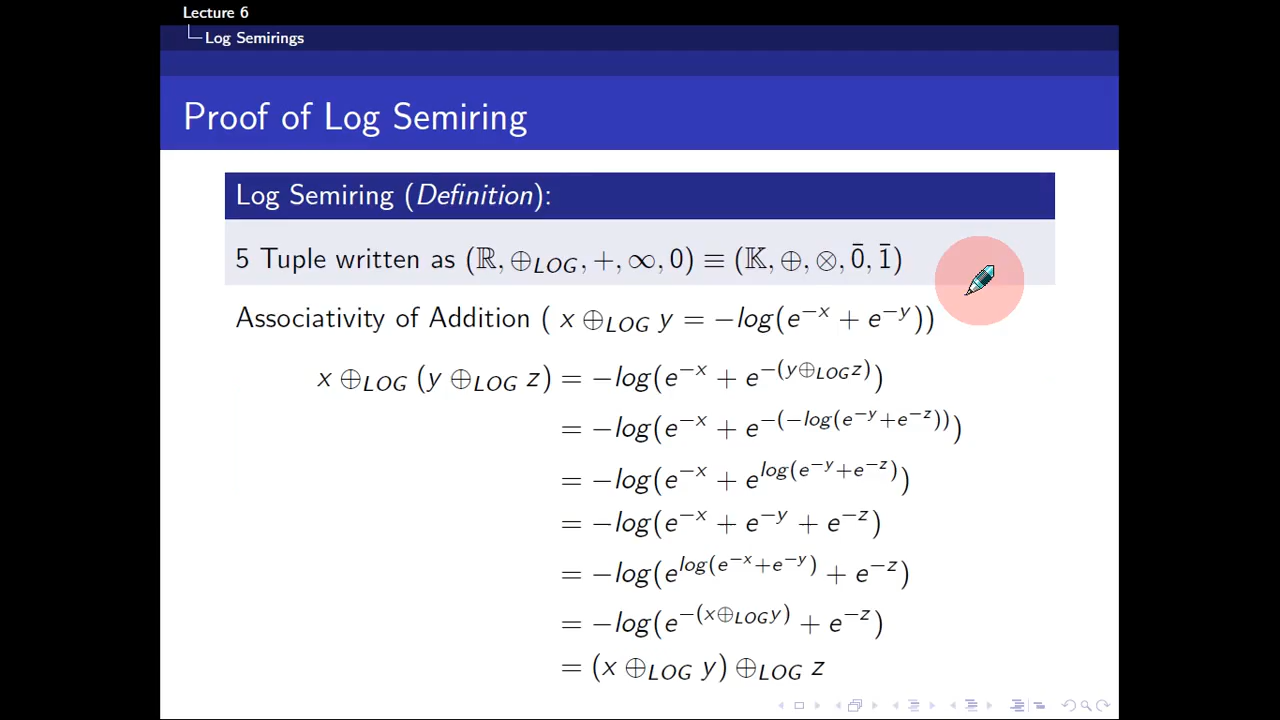 Lecture 6
Log Semirings
Proof of Log Semiring
Log Semiring (Definition):
5 Tuple written as (ℝ, ⊕_LOG, +, ∞, 0) ≡ (𝕂, ⊕, ⊗, 0̄, 1̄)
Associativity of Addition ( x ⊕_LOG y = −log(e^{−x} + e^{−y}))
x ⊕_LOG (y ⊕_LOG z) = −log(e^{−x} + e^{−(y⊕_LOG z)})
= −log(e^{−x} + e^{−(−log(e^{−y}+e^{−z}))})
= −log(e^{−x} + e^{log(e^{−y}+e^{−z})})
= −log(e^{−x} + e^{−y} + e^{−z})
= −log(e^{log(e^{−x}+e^{−y})} + e^{−z})
= −log(e^{−(x⊕_LOG y)} + e^{−z})
= (x ⊕_LOG y) ⊕_LOG z